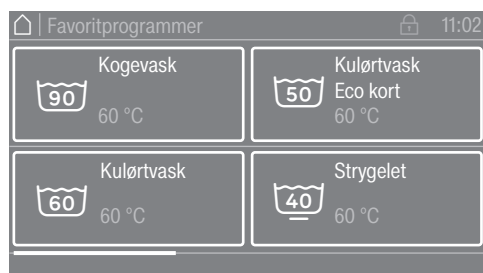 Favoritprogrammer 11:02
Kogevask
90
60 °C
Kulørtvask
Eco kort
50
60 °C
Kulørtvask
60
60 °C
Strygelet
40
60 °C